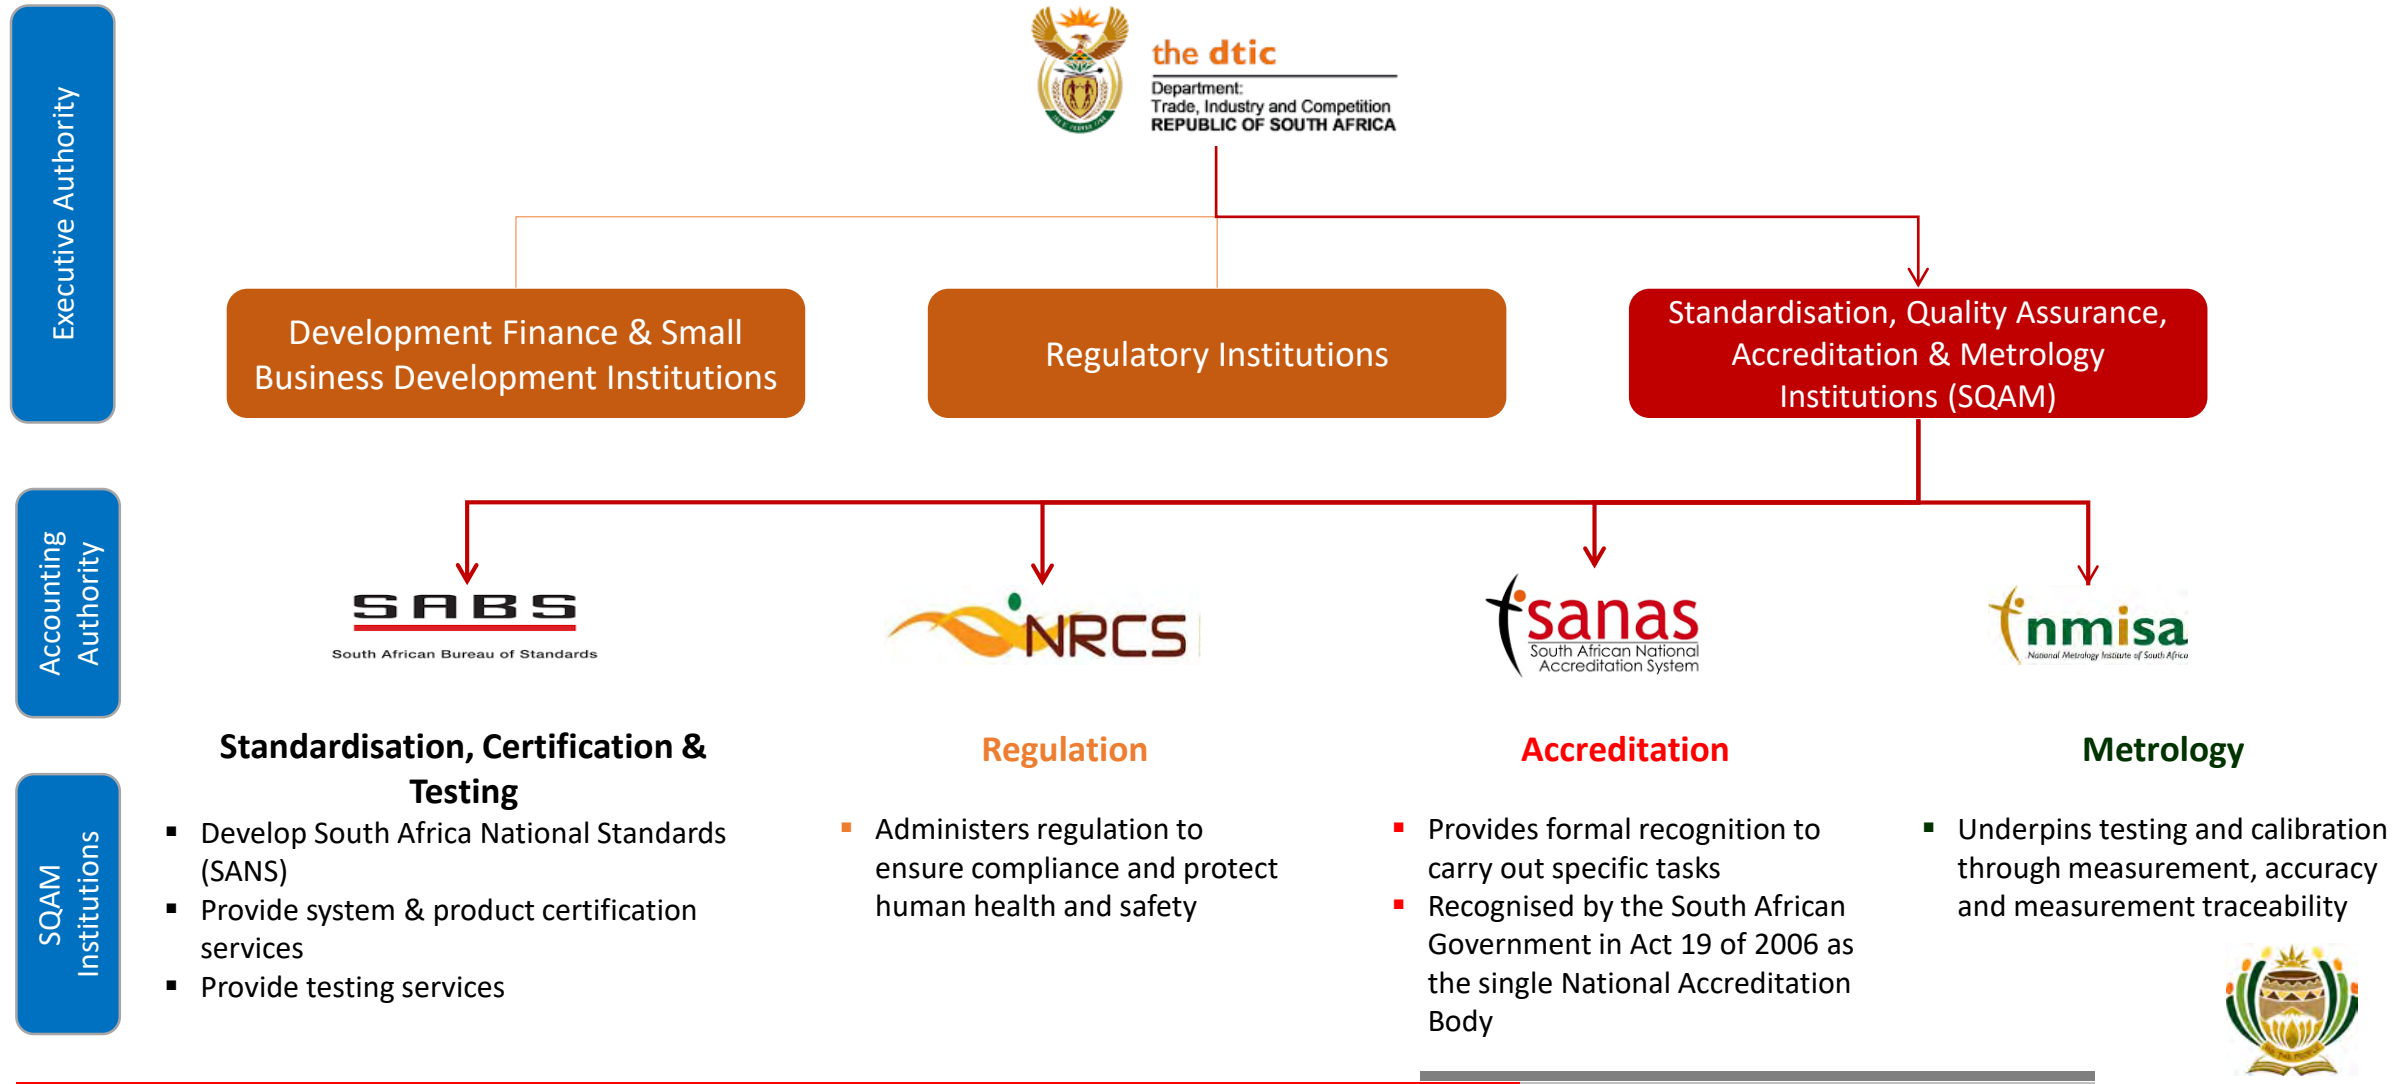 the dtic
Department:
Trade, Industry and Competition
REPUBLIC OF SOUTH AFRICA
Executive Authority
Development Finance & Small
Business Development Institutions
Regulatory Institutions
Standardisation, Quality Assurance,
Accreditation & Metrology
Institutions (SQAM)
Accounting
Authority
SABS
South African Bureau of Standards
NRCS
sanas
South African National
Accreditation System
nmisa
National Metrology Institute of South Africa
SQAM
Institutions
Standardisation, Certification &
Testing
▪ Develop South Africa National Standards
(SANS)
▪ Provide system & product certification
services
▪ Provide testing services
Regulation
▪ Administers regulation to
ensure compliance and protect
human health and safety
Accreditation
▪ Provides formal recognition to
carry out specific tasks
▪ Recognised by the South African
Government in Act 19 of 2006 as
the single National Accreditation
Body
Metrology
▪ Underpins testing and calibration
through measurement, accuracy
and measurement traceability